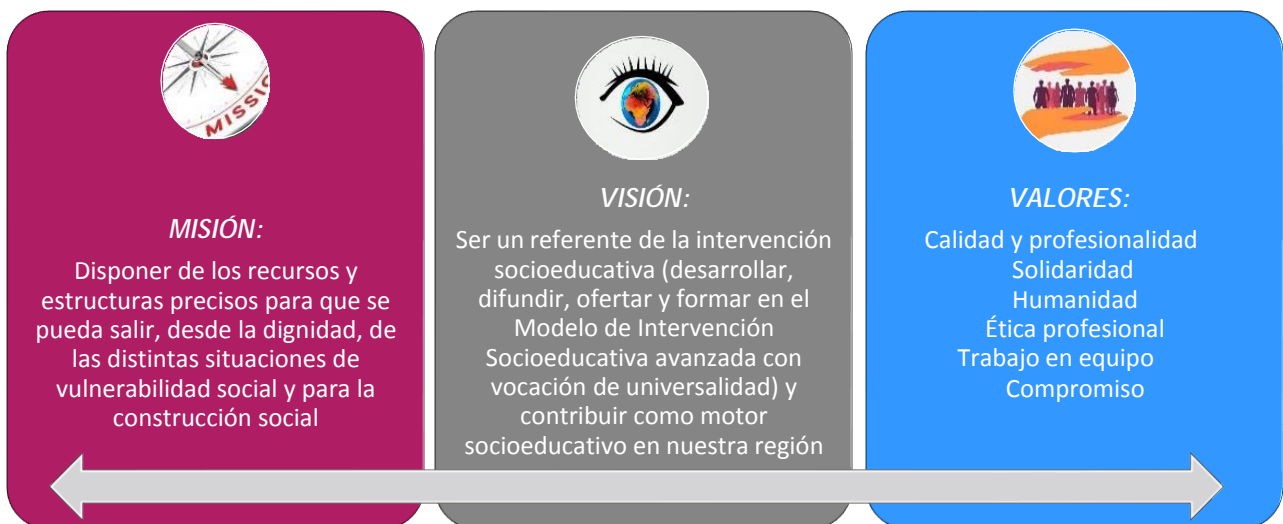 MISSIO
MISIÓN:
Disponer de los recursos y
estructuras precisos para que se
pueda salir, desde la dignidad, de
las distintas situaciones de
vulnerabilidad social y para la
construcción social
VISIÓN:
Ser un referente de la intervención
socioeducativa (desarrollar,
difundir, ofertar y formar en el
Modelo de Intervención
Socioeducativa avanzada con
vocación de universalidad) y
contribuir como motor
socioeducativo en nuestra región
VALORES:
Calidad y profesionalidad
Solidaridad
Humanidad
Ética profesional
Trabajo en equipo
Compromiso